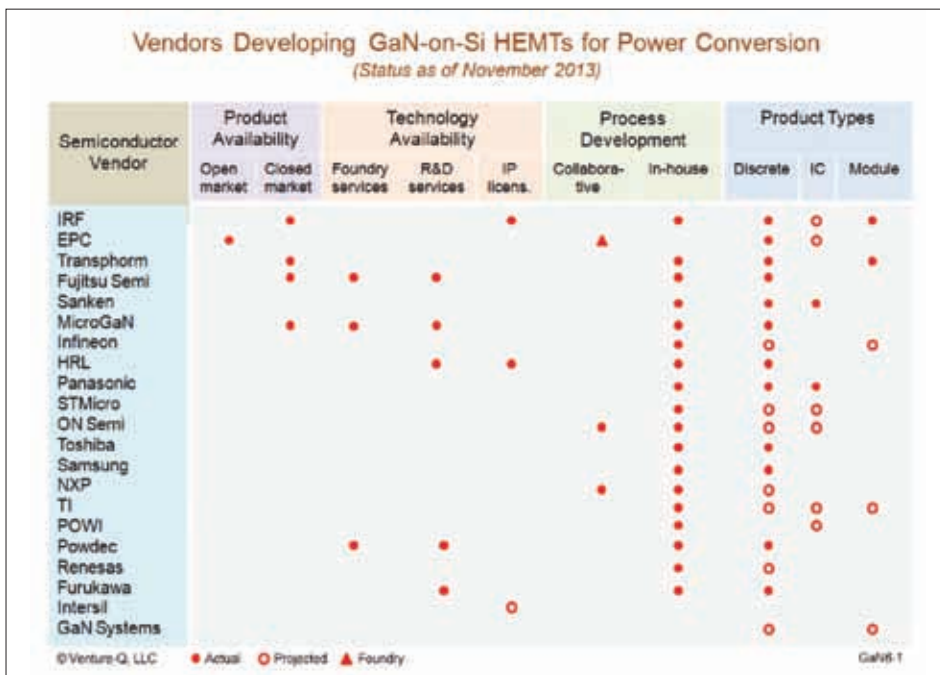 Vendors Developing GaN-on-Si HEMTs for Power Conversion
(Status as of November 2013)
Semiconductor Vendor
Product Availability
Technology Availability
Process Development
Product Types
Open market
Closed market
Foundry services
R&D services
IP licens.
Collabora-tive
In-house
Discrete
IC
Module
IRF
EPC
Transphorm
Fujitsu Semi
Sanken
MicroGaN
Infineon
HRL
Panasonic
STMicro
ON Semi
Toshiba
Samsung
NXP
TI
POWI
Powdec
Renesas
Furukawa
Intersil
GaN Systems
© Venture-Q, LLC
Actual
Projected
Foundry
GaN6-1